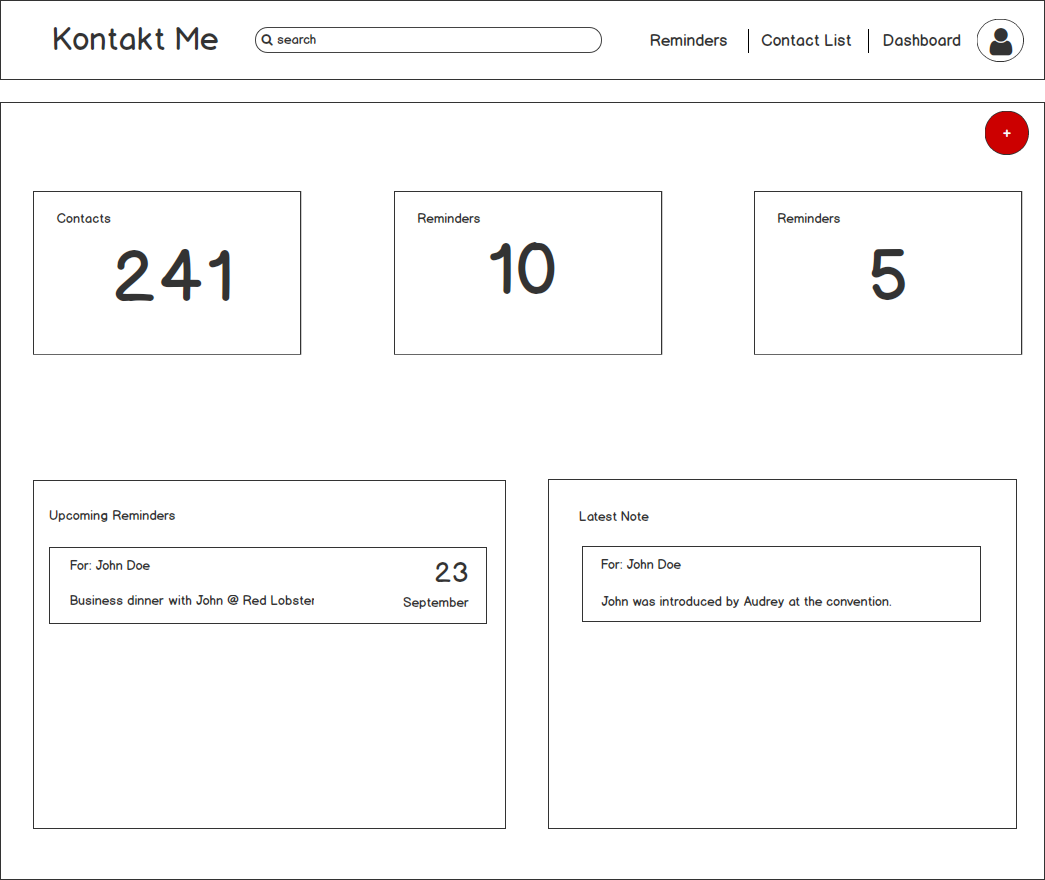 Kontakt Me
search
Reminders
Contact List
Dashboard
+
Contacts
241
Reminders
10
Reminders
5
Upcoming Reminders
For: John Doe
23
Business dinner with John @ Red Lobster
September
Latest Note
For: John Doe
John was introduced by Audrey at the convention.